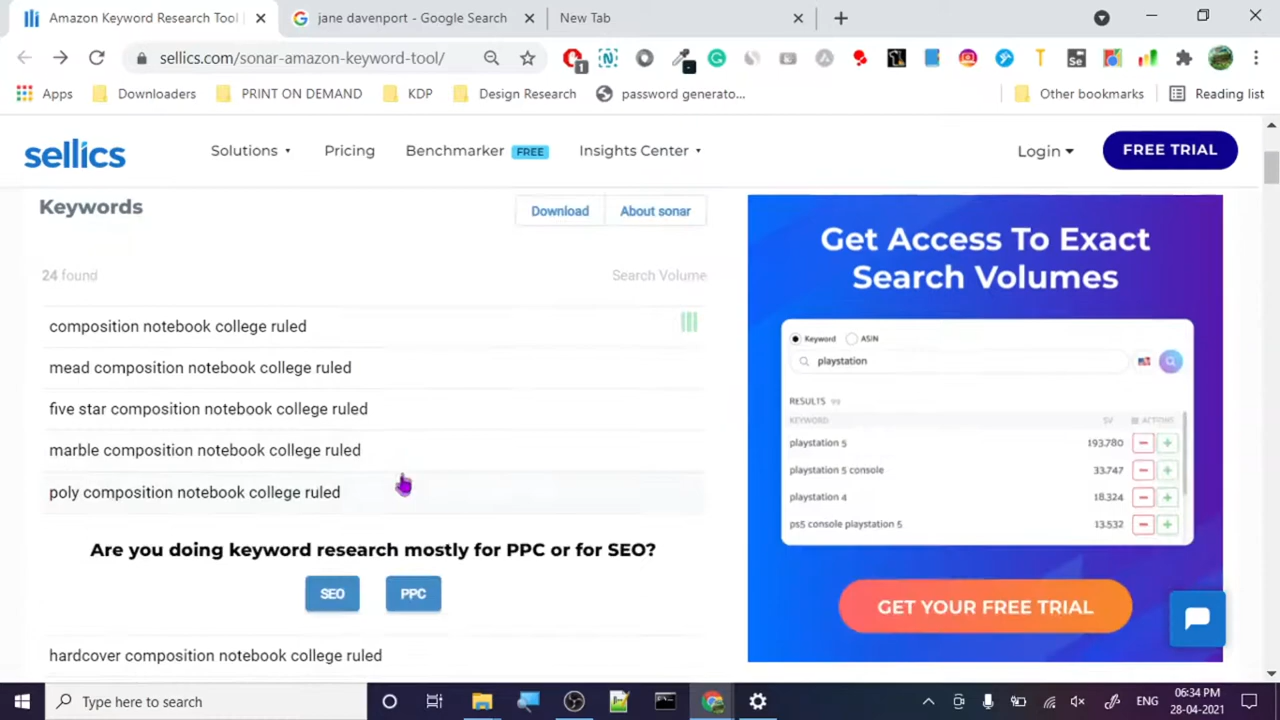 Amazon Keyword Research Tool
jane davenport - Google Search
New Tab
sellics.com/sonar-amazon-keyword-tool/
1
Se
Apps
Downloaders
PRINT ON DEMAND
KDP
Design Research
password generato...
Other bookmarks
Reading list
sellics
Solutions
Pricing
Benchmarker FREE
Insights Center
Login
FREE TRIAL
Keywords
Download
About sonar
24 found
Search Volume
composition notebook college ruled
mead composition notebook college ruled
five star composition notebook college ruled
marble composition notebook college ruled
poly composition notebook college ruled
Are you doing keyword research mostly for PPC or for SEO?
SEO
PPC
hardcover composition notebook college ruled
Get Access To Exact
Search Volumes
Keyword ASIN
playstation
RESULTS 99
KEYWORD SV ACTIONS
playstation 5 193.780
playstation 5 console 33.747
playstation 4 18.324
ps5 console playstation 5 13.532
GET YOUR FREE TRIAL
Type here to search
ENG
06:34 PM
28-04-2021